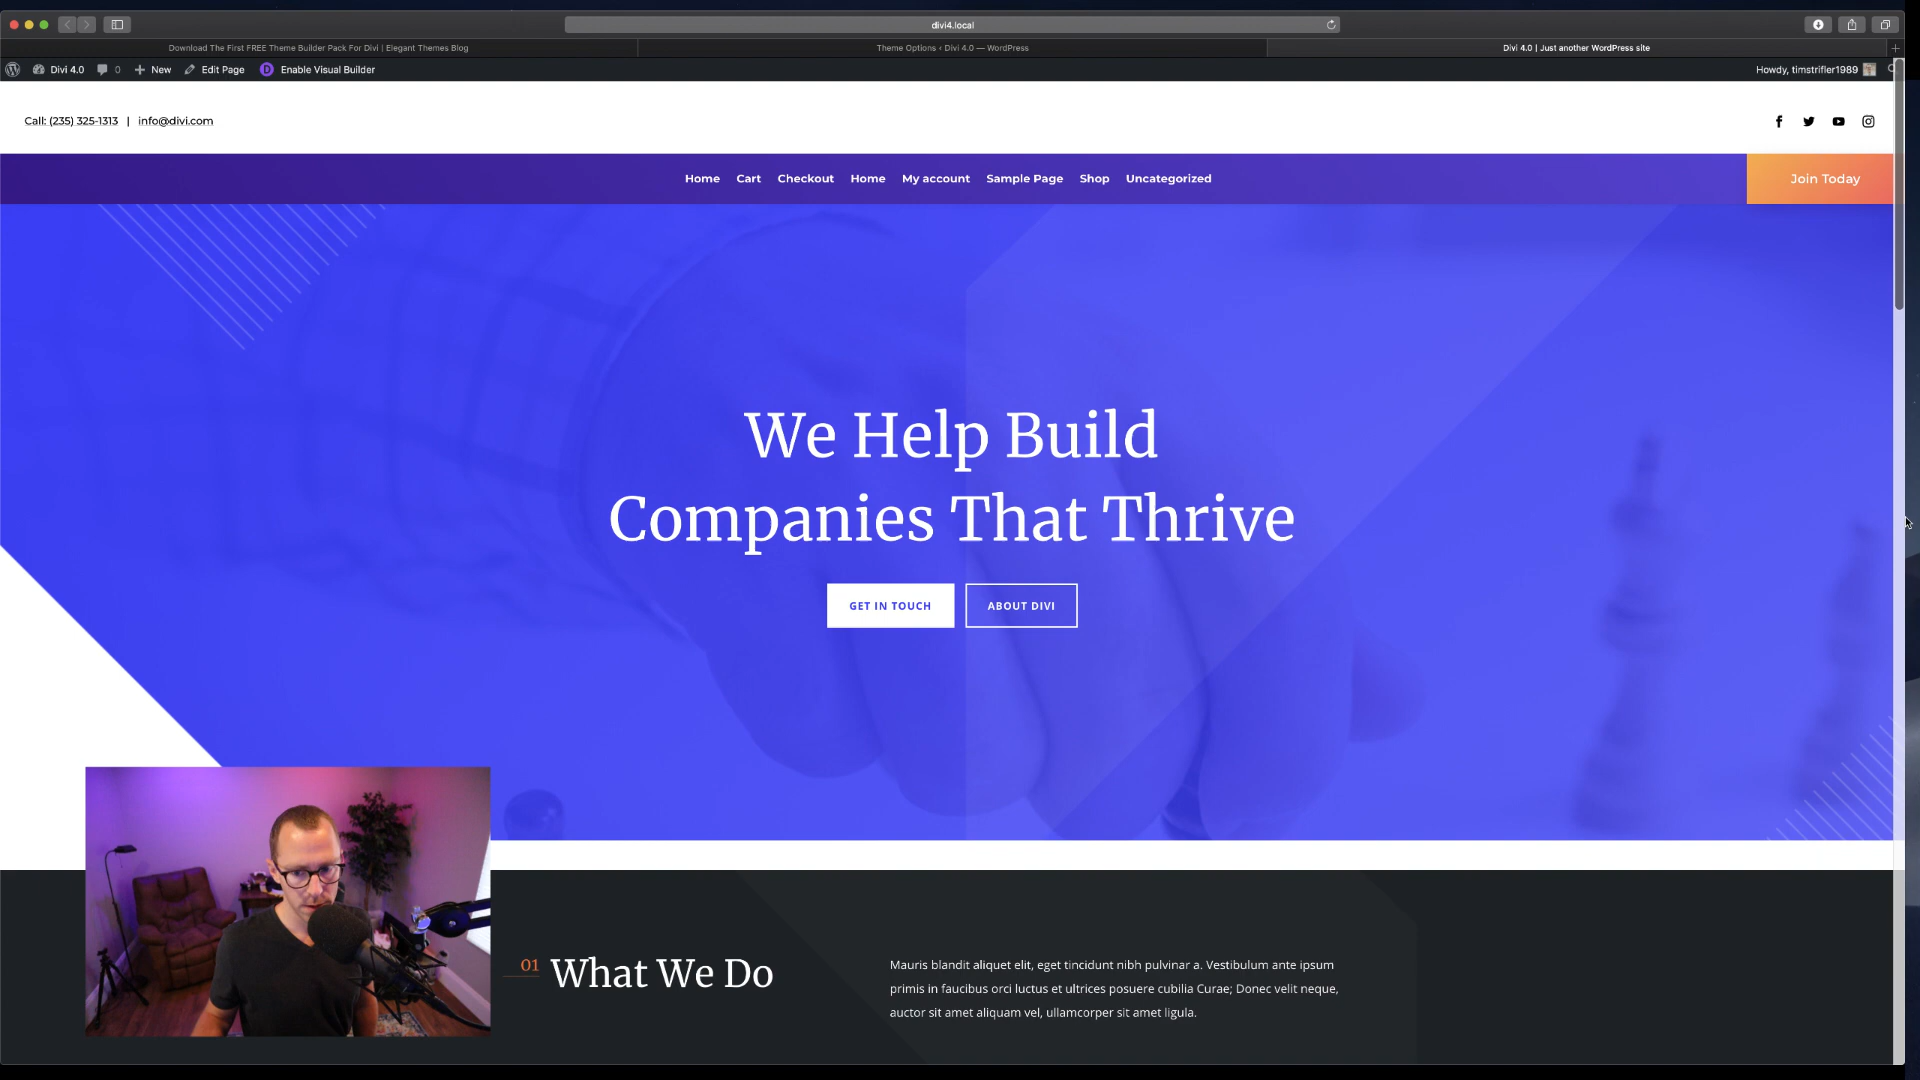 divi4.local
Download The First FREE Theme Builder Pack For Divi | Elegant Themes Blog
Theme Options ‹ Divi 4.0 — WordPress
Divi 4.0 | Just another WordPress site
Divi 4.0
0
New
Edit Page
Enable Visual Builder
Howdy, timstrifler1989
Call: (235) 325-1313 | info@divi.com
Home
Cart
Checkout
Home
My account
Sample Page
Shop
Uncategorized
Join Today
We Help Build
Companies That Thrive
GET IN TOUCH
ABOUT DIVI
01
What We Do
Mauris blandit aliquet elit, eget tincidunt nibh pulvinar a. Vestibulum ante ipsum
primis in faucibus orci luctus et ultrices posuere cubilia Curae; Donec velit neque,
auctor sit amet aliquam vel, ullamcorper sit amet ligula.